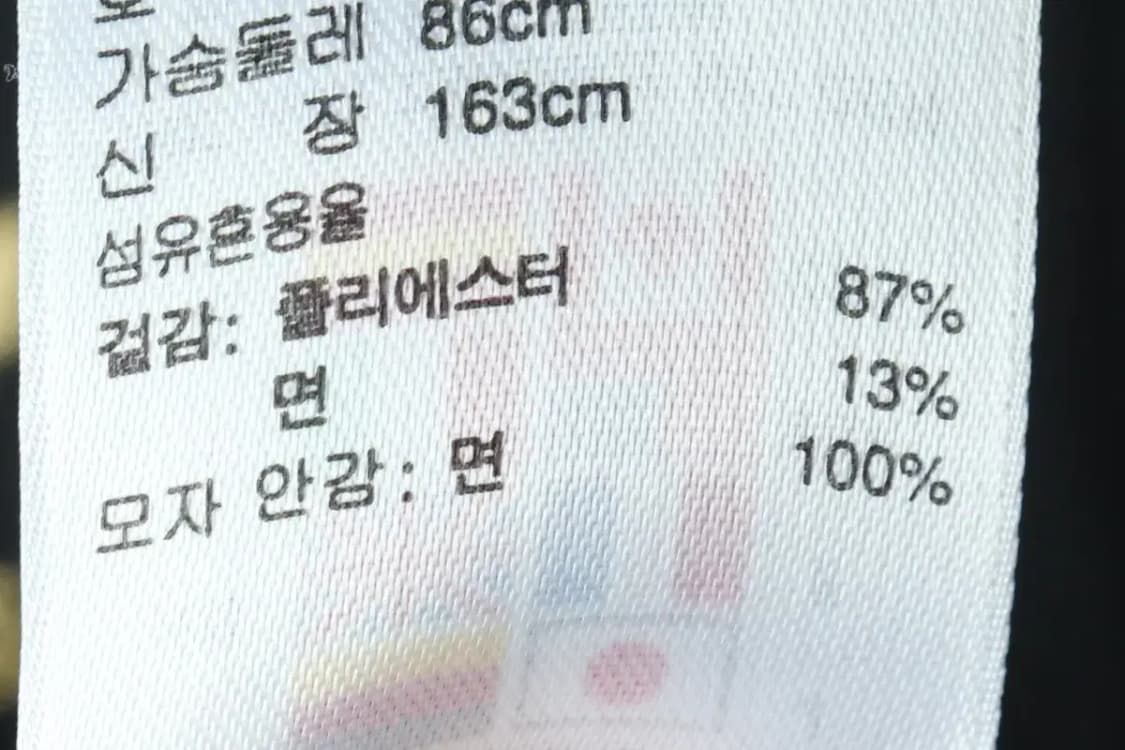 가슴둘레 86cm
신 장 163cm
섬유혼용율
겉감: 폴리에스터 87%
면 13%
모자 안감: 면 100%